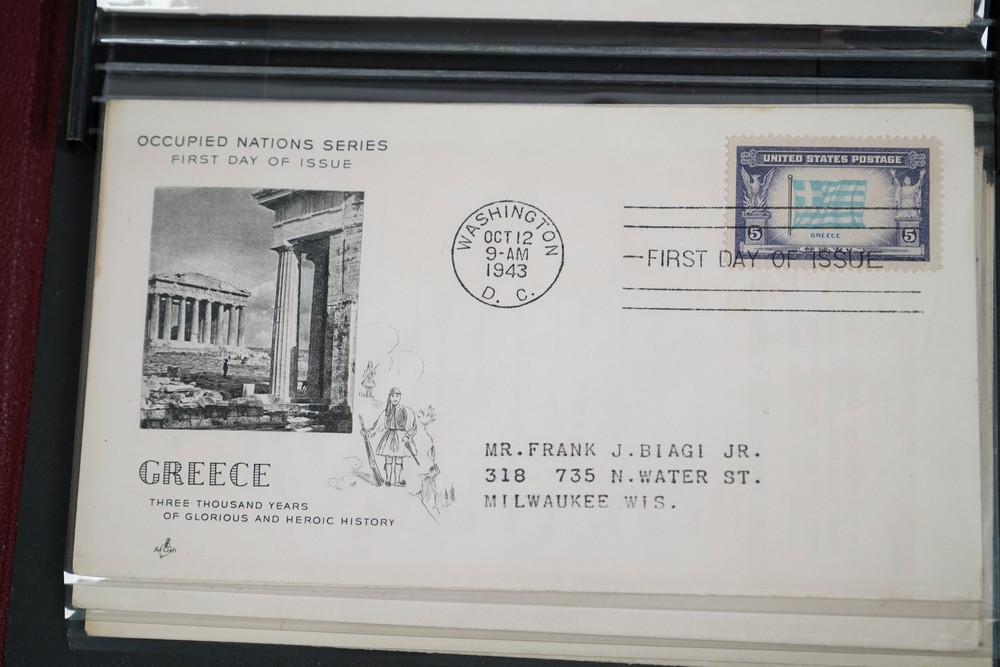 OCCUPIED NATIONS SERIES
FIRST DAY OF ISSUE
GREECE
THREE THOUSAND YEARS
OF GLORIOUS AND HEROIC HISTORY
Art Craft
WASHINGTON
OCT 12
9-AM
1943
D. C.
UNITED STATES POSTAGE
GREECE
5¢ 5¢
FIRST DAY OF ISSUE
MR.FRANK J.BIAGI JR.
318 735 N.WATER ST.
MILWAUKEE WIS.